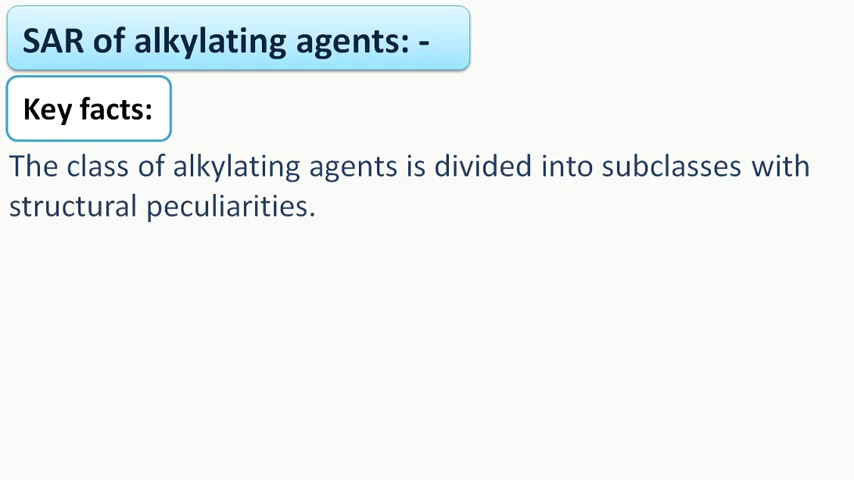 SAR of alkylating agents: -
Key facts:
The class of alkylating agents is divided into subclasses with
structural peculiarities.